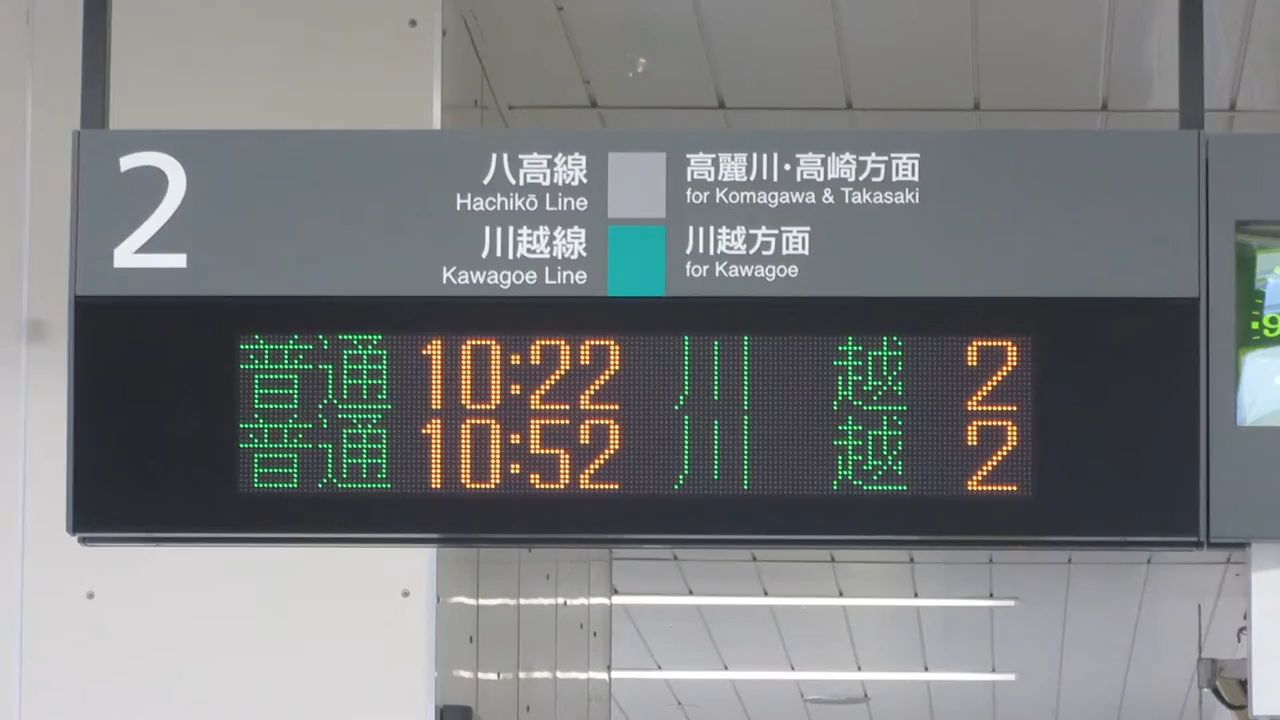 2
八高線 高麗川・高崎方面
Hachikō Line for Komagawa & Takasaki
川越線 川越方面
Kawagoe Line for Kawagoe
普通 10:22 川越 2
普通 10:52 川越 2